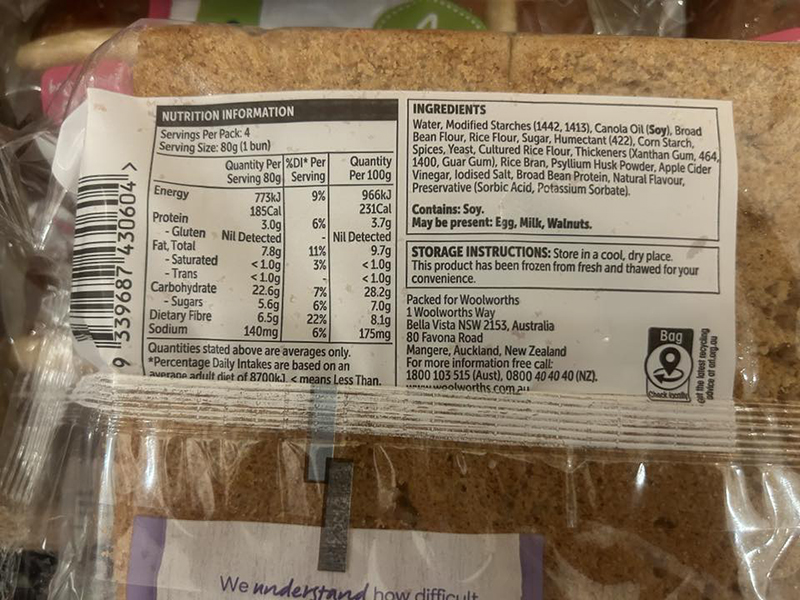 NUTRITION INFORMATION
Servings Per Pack: 4
Serving Size: 80g (1 bun)
Quantity Per Serving 80g %DI* Per Serving Quantity Per 100g
Energy 773kJ 9% 966kJ
185Cal 231Cal
Protein 3.0g 6% 3.7g
- Gluten Nil Detected - Nil Detected
Fat, Total 7.8g 11% 9.7g
- Saturated < 1.0g 3% < 1.0g
- Trans < 1.0g - < 1.0g
Carbohydrate 22.6g 7% 28.2g
- Sugars 5.6g 6% 7.0g
Dietary Fibre 6.5g 22% 8.1g
Sodium 140mg 6% 175mg
Quantities stated above are averages only.
*Percentage Daily Intakes are based on an
average adult diet of 8700kJ. < means Less Than.
9 339687 430604 >
INGREDIENTS
Water, Modified Starches (1442, 1413), Canola Oil (Soy), Broad
Bean Flour, Rice Flour, Sugar, Humectant (422), Corn Starch,
Spices, Yeast, Cultured Rice Flour, Thickeners (Xanthan Gum, 464,
1400, Guar Gum), Rice Bran, Psyllium Husk Powder, Apple Cider
Vinegar, Iodised Salt, Broad Bean Protein, Natural Flavour,
Preservative (Sorbic Acid, Potassium Sorbate).
Contains: Soy.
May be present: Egg, Milk, Walnuts.
STORAGE INSTRUCTIONS: Store in a cool, dry place.
This product has been frozen from fresh and thawed for your
convenience.
Packed for Woolworths
1 Woolworths Way
Bella Vista NSW 2153, Australia
80 Favona Road
Mangere, Auckland, New Zealand
For more information free call:
1800 103 515 (Aust), 0800 40 40 40 (NZ).
www.woolworths.com.au
Bag
Check locally
Get the latest recycling
advice at arl.org.au
We understand how difficult